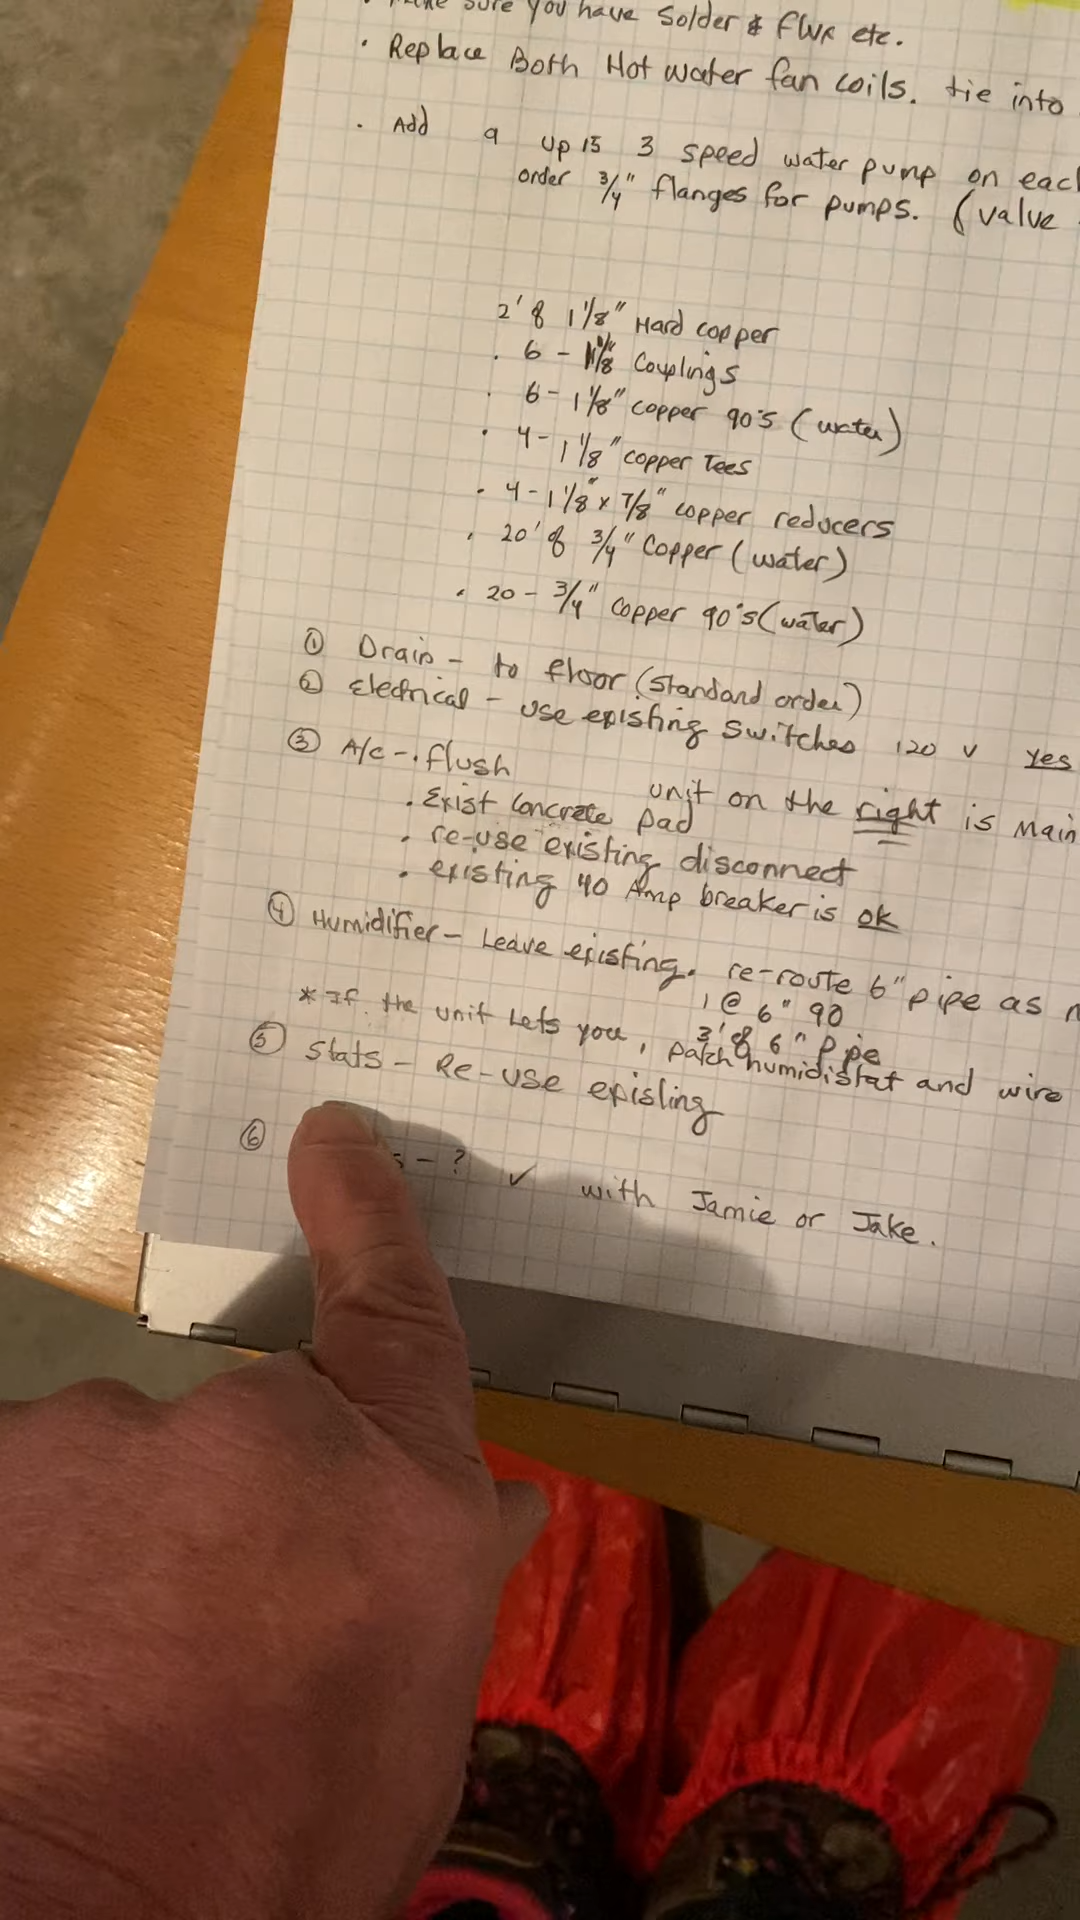 sure you have Solder & flux etc.
· Replace Both Hot water fan coils. tie into
· Add a up 15 3 speed water pump on each
order 3/4" flanges for pumps. (value
2' of 1 1/8" Hard copper
· 6 - 1 1/8" Couplings
· 6 - 1 1/8" copper 90's (water)
· 4 - 1 1/8" copper Tees
· 4 - 1 1/8" x 7/8" copper reducers
· 20' of 3/4" Copper (water)
· 20 - 3/4" copper 90's (water)
① Drain - to floor (standard order)
② Electrical - use existing switches 120 v yes
③ A/c - · flush unit on the right is main
· Exist concrete pad
· re-use existing disconnect
· existing 40 Amp breaker is ok
④ Humidifier - Leave existing. re-route 6" pipe as
1 @ 6" 90
3' of 6" pipe
* If the unit Lets you, patch humidistat and wire
⑤ Stats - Re-use existing
⑥ s - ? ✓ with Jamie or Jake.